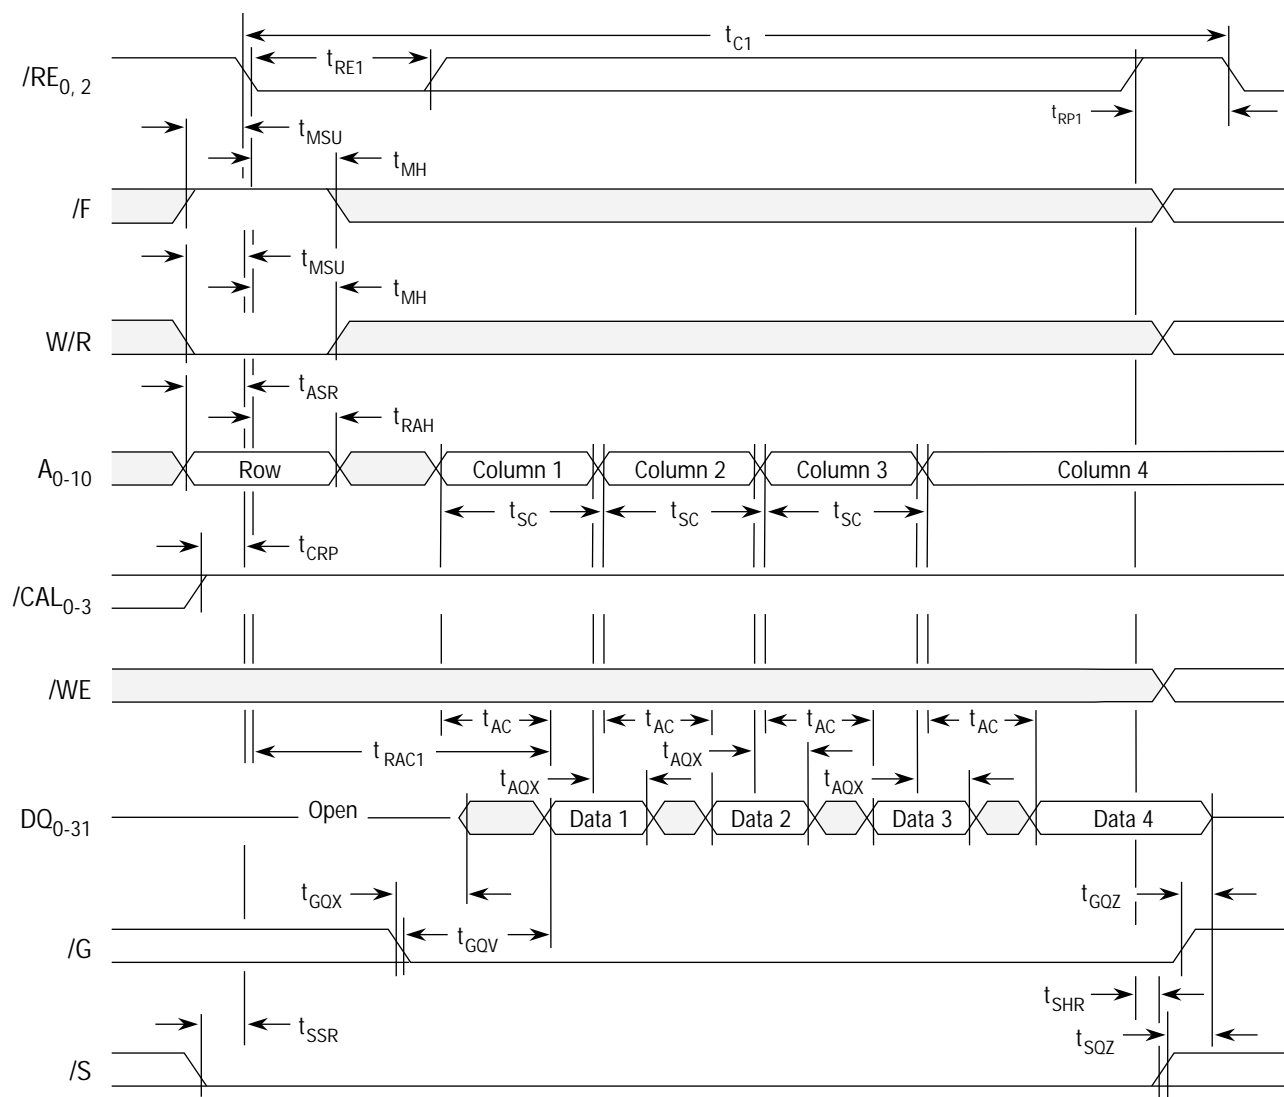 tC1
tRE1
/RE0, 2
tRP1
tMSU
tMH
/F
tMSU
tMH
W/R
tASR
tRAH
A0-10 Row Column 1 Column 2 Column 3 Column 4
tSC tSC tSC
tCRP
/CAL0-3
/WE
tAC tAC tAC tAC
tRAC1 tAQX
tAQX tAQX
DQ0-31 Open Data 1 Data 2 Data 3 Data 4
tGQX tGQZ
/G tGQV
tSHR
tSSR tSQZ
/S